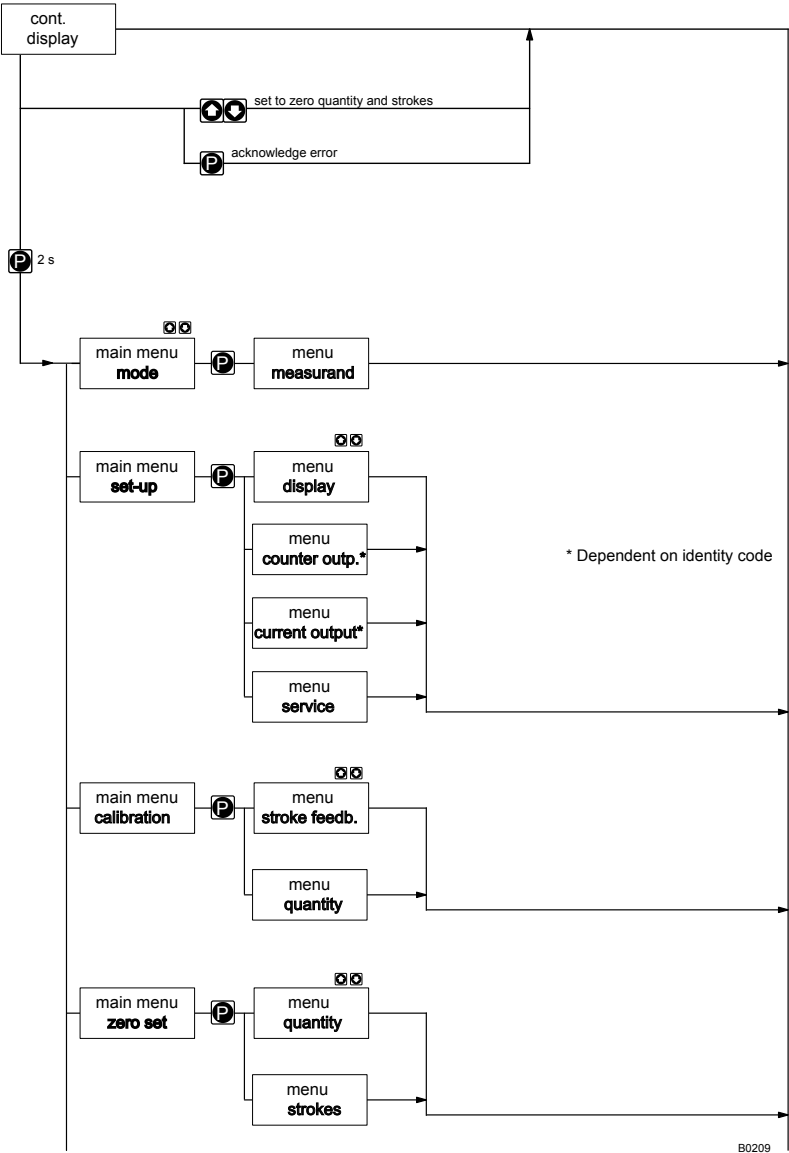 cont.
display
set to zero quantity and strokes
P acknowledge error
P 2 s
main menu
mode
P
menu
measurand
main menu
set-up
P
menu
display
menu
counter outp.*
* Dependent on identity code
menu
current output*
menu
service
main menu
calibration
P
menu
stroke feedb.
menu
quantity
main menu
zero set
P
menu
quantity
menu
strokes
B0209